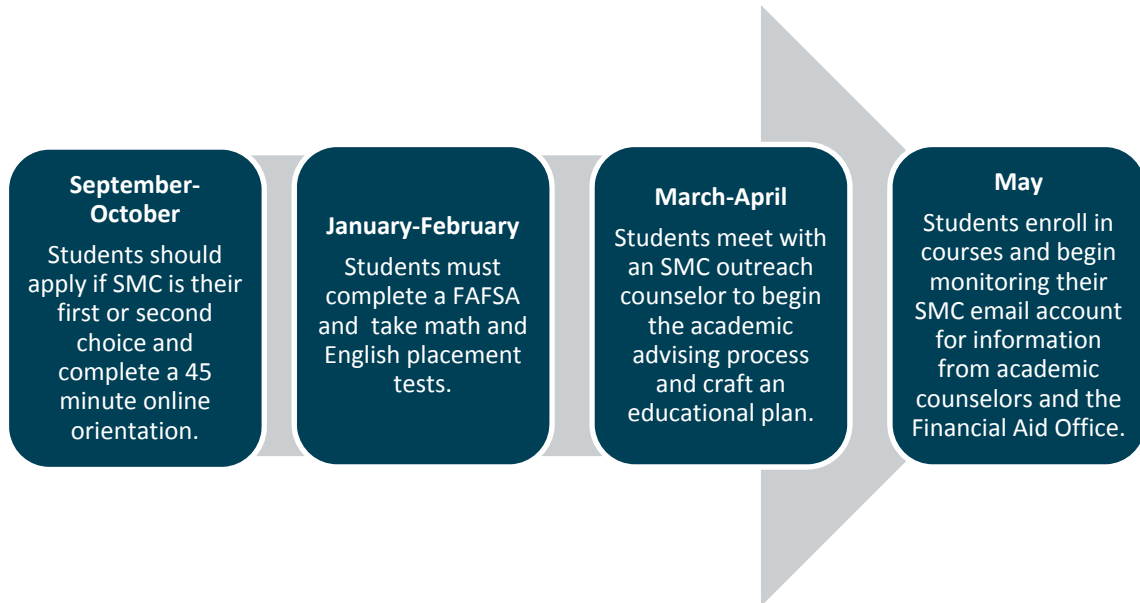 September-
October
Students should
apply if SMC is their
first or second
choice and
complete a 45
minute online
orientation.
January-February
Students must
complete a FAFSA
and take math and
English placement
tests.
March-April
Students meet with
an SMC outreach
counselor to begin
the academic
advising process
and craft an
educational plan.
May
Students enroll in
courses and begin
monitoring their
SMC email account
for information
from academic
counselors and the
Financial Aid Office.